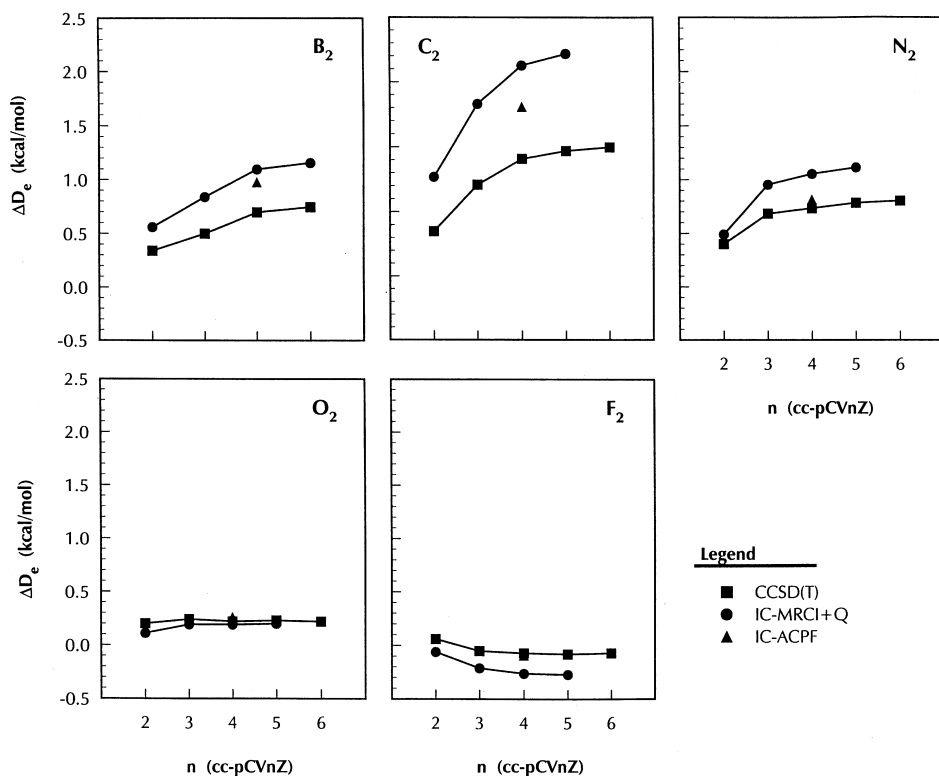 2.5
2.0
1.5
1.0
0.5
0.0
-0.5
ΔDe (kcal/mol)
B2
C2
N2
2 3 4 5 6
n (cc-pCVnZ)
2.5
2.0
1.5
1.0
0.5
0.0
-0.5
ΔDe (kcal/mol)
O2
2 3 4 5 6
n (cc-pCVnZ)
F2
2 3 4 5 6
n (cc-pCVnZ)
Legend
CCSD(T)
IC-MRCI+Q
IC-ACPF